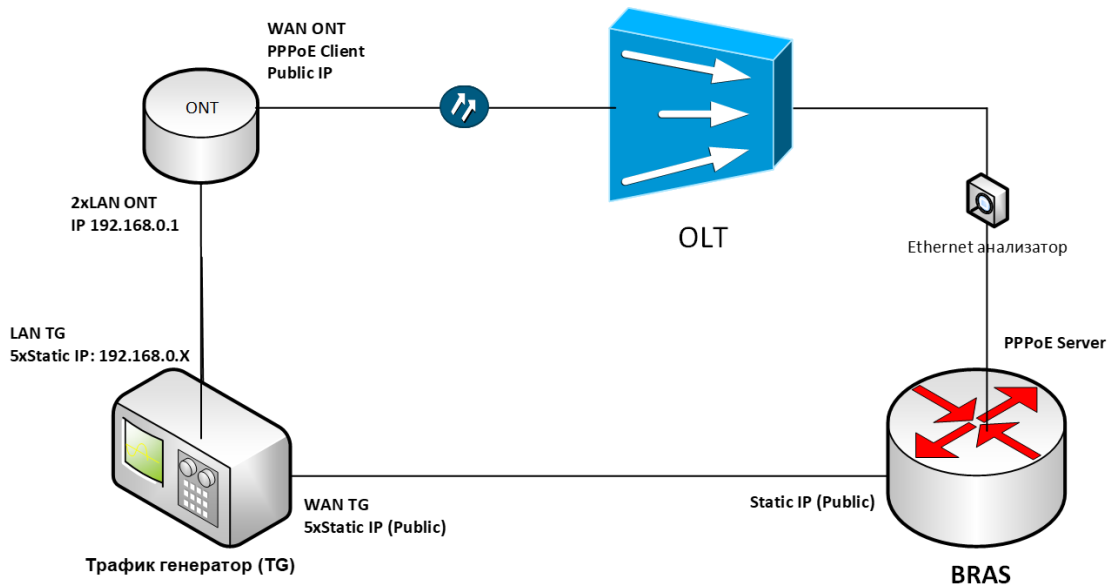 WAN ONT
PPPoE Client
Public IP
ONT
2xLAN ONT
IP 192.168.0.1
OLT
Ethernet анализатор
LAN TG
5xStatic IP: 192.168.0.X
PPPoE Server
WAN TG
5xStatic IP (Public)
Static IP (Public)
Трафик генератор (TG)
BRAS